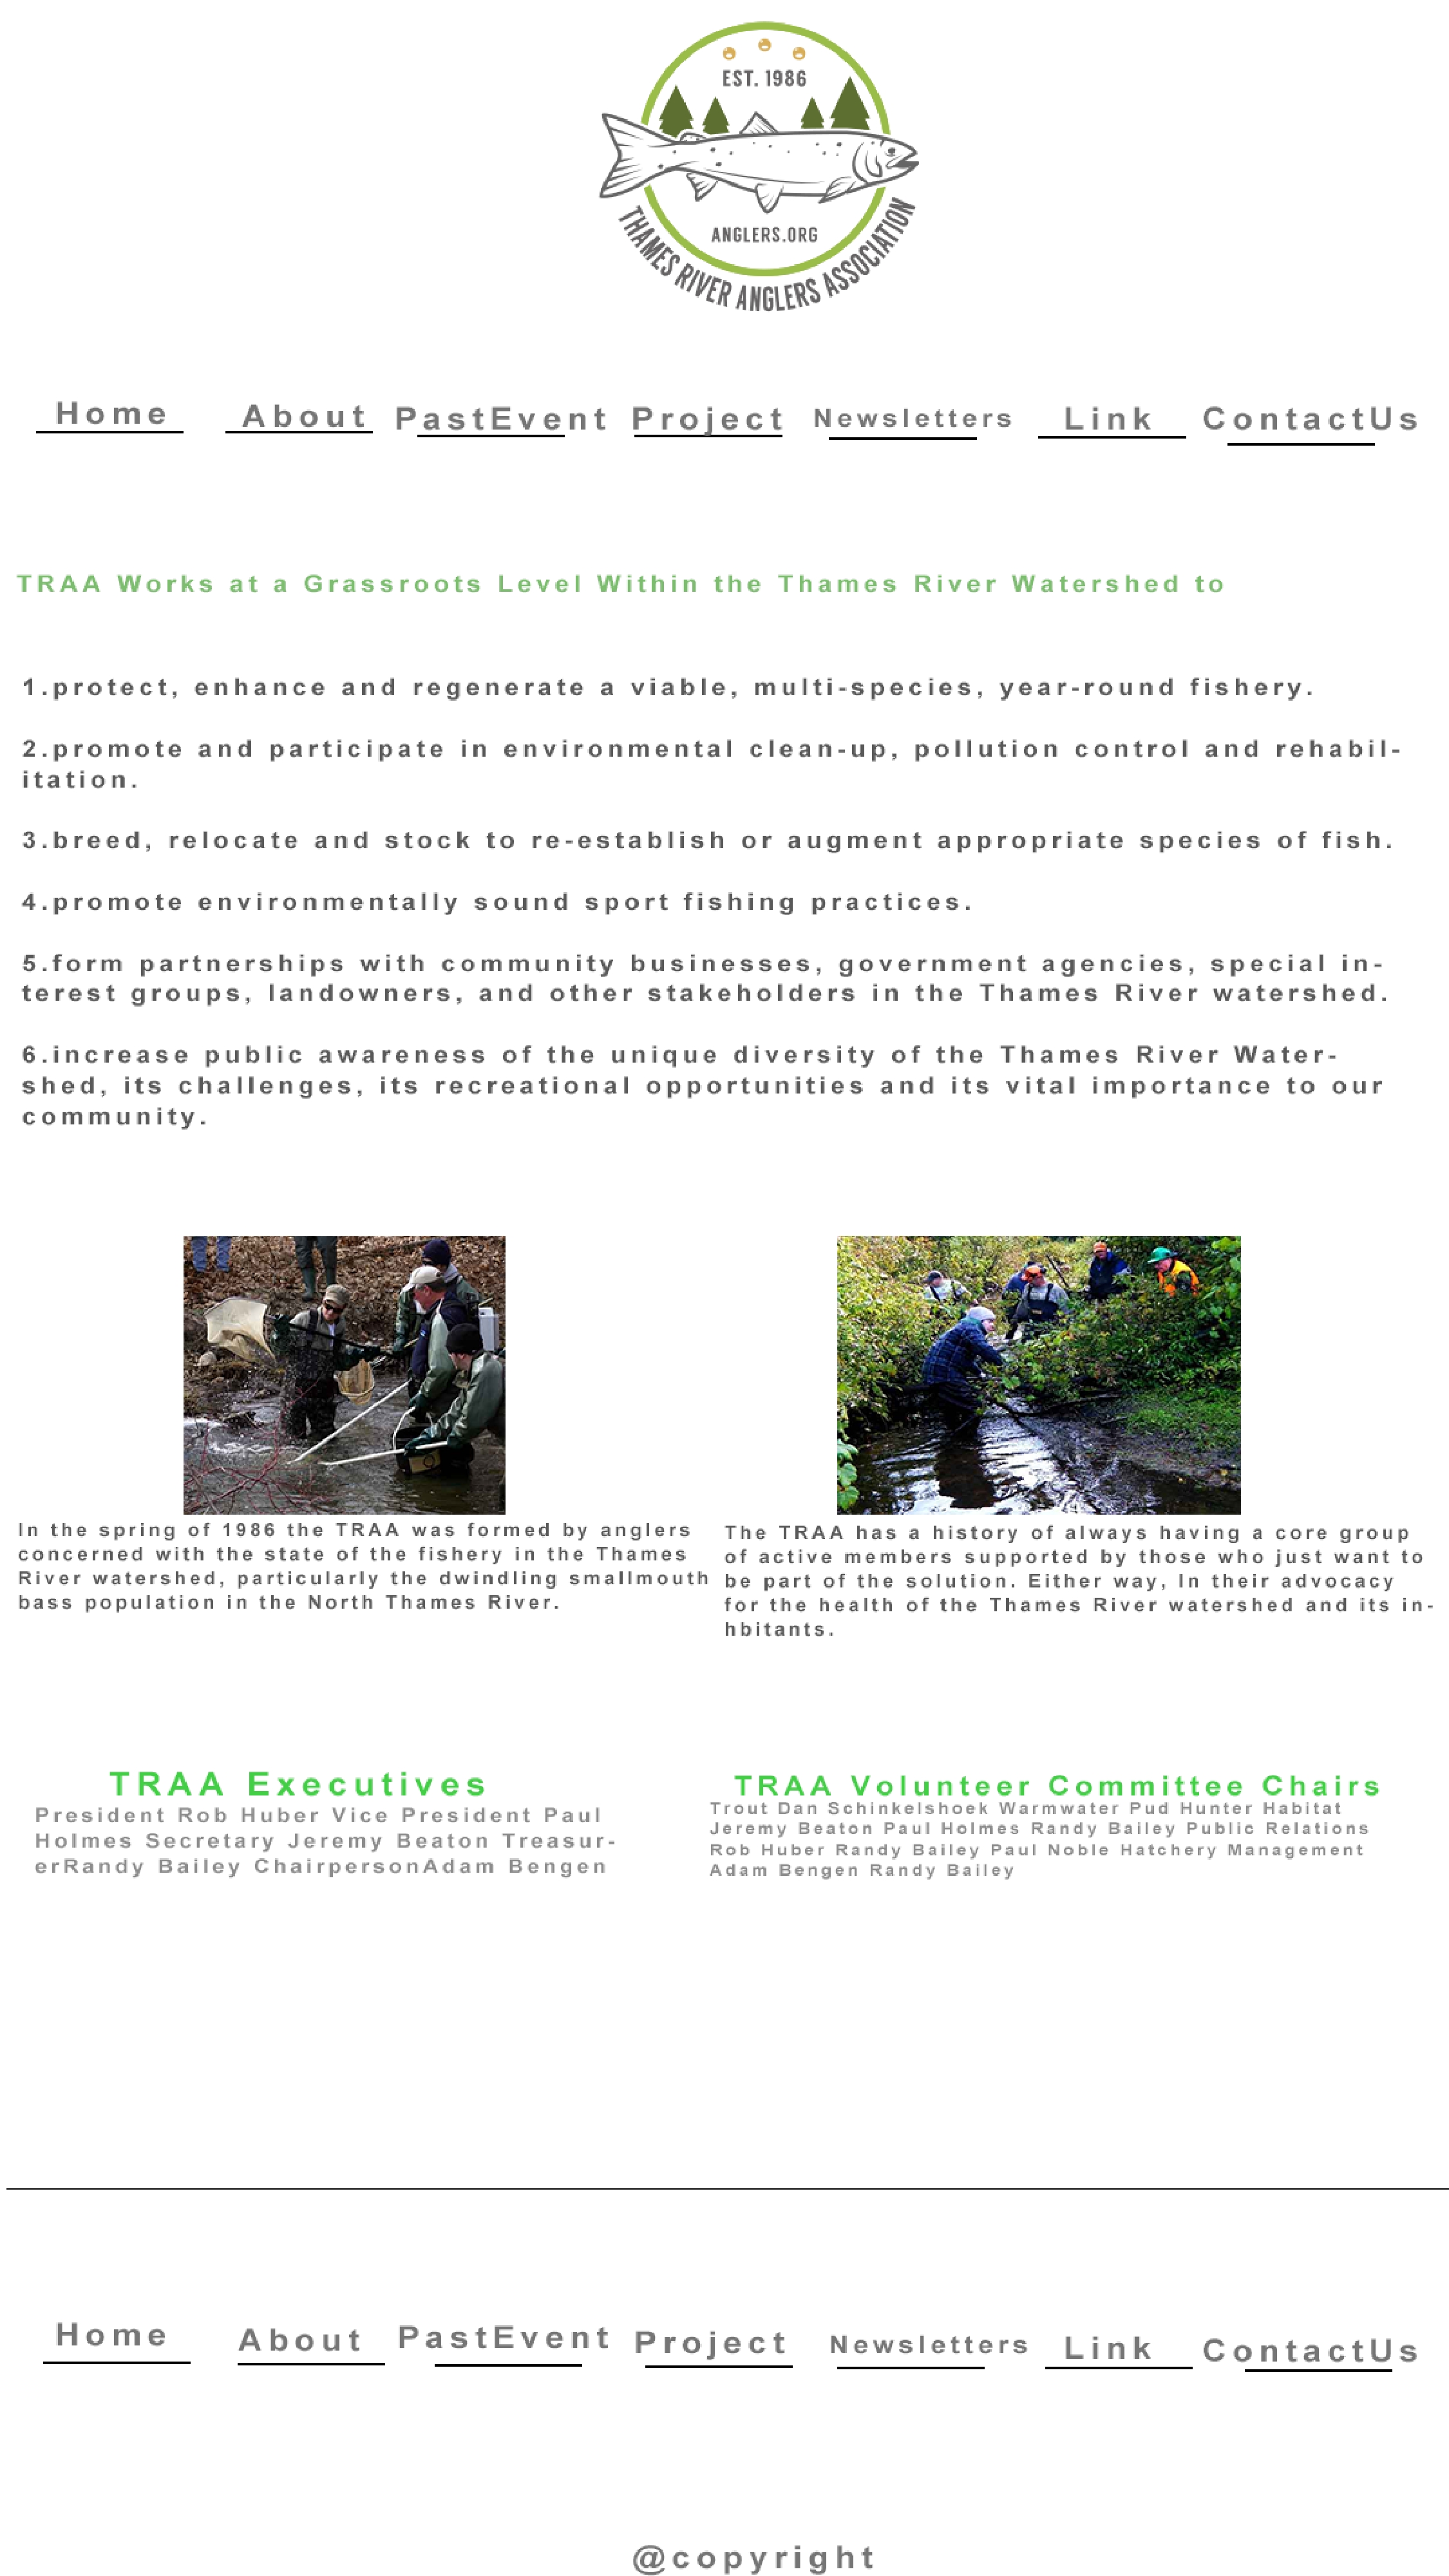 EST. 1986
ANGLERS.ORG
THAMES RIVER ANGLERS ASSOCIATION
Home About PastEvent Project Newsletters Link ContactUs
TRAA Works at a Grassroots Level Within the Thames River Watershed to
1.protect, enhance and regenerate a viable, multi-species, year-round fishery.
2.promote and participate in environmental clean-up, pollution control and rehabil-
itation.
3.breed, relocate and stock to re-establish or augment appropriate species of fish.
4.promote environmentally sound sport fishing practices.
5.form partnerships with community businesses, government agencies, special in-
terest groups, landowners, and other stakeholders in the Thames River watershed.
6.increase public awareness of the unique diversity of the Thames River Water-
shed, its challenges, its recreational opportunities and its vital importance to our
community.
In the spring of 1986 the TRAA was formed by anglers
concerned with the state of the fishery in the Thames
River watershed, particularly the dwindling smallmouth
bass population in the North Thames River.
The TRAA has a history of always having a core group
of active members supported by those who just want to
be part of the solution. Either way, In their advocacy
for the health of the Thames River watershed and its in-
hbitants.
TRAA Executives
President Rob Huber Vice President Paul
Holmes Secretary Jeremy Beaton Treasur-
erRandy Bailey ChairpersonAdam Bengen
TRAA Volunteer Committee Chairs
Trout Dan Schinkelshoek Warmwater Pud Hunter Habitat
Jeremy Beaton Paul Holmes Randy Bailey Public Relations
Rob Huber Randy Bailey Paul Noble Hatchery Management
Adam Bengen Randy Bailey
Home About PastEvent Project Newsletters Link ContactUs
@copyright